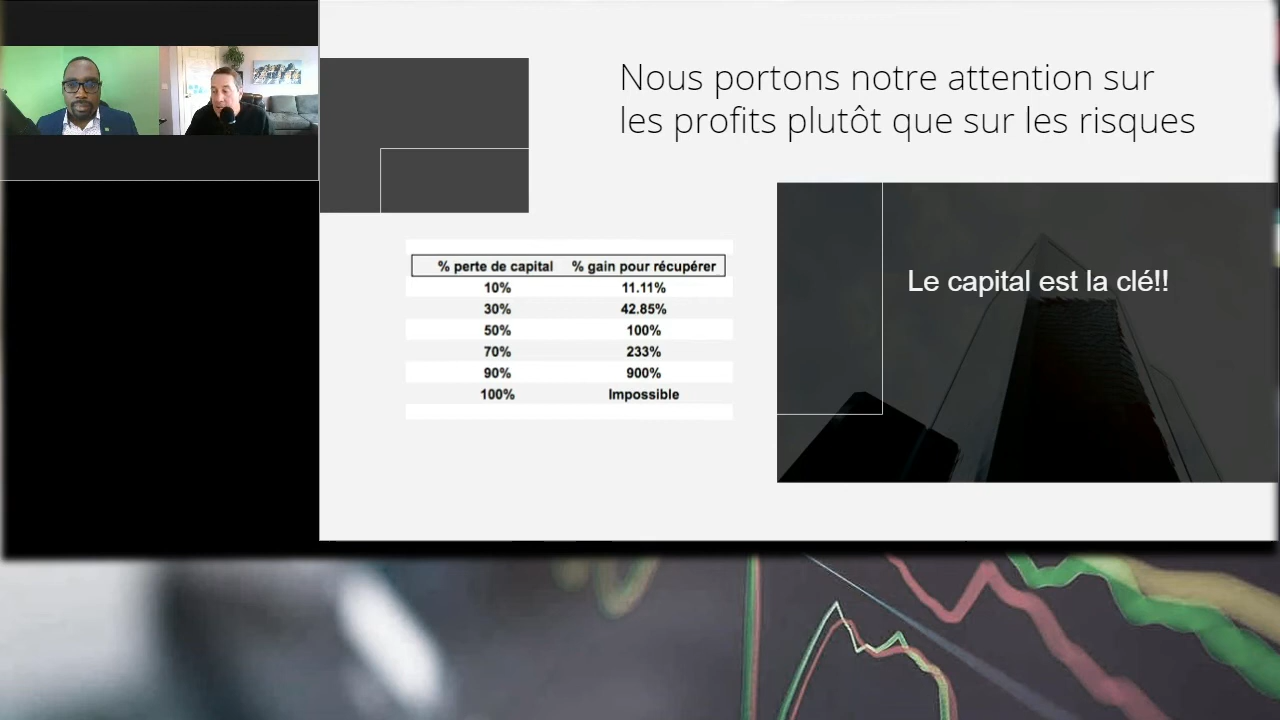 Nous portons notre attention sur
les profits plutôt que sur les risques
% perte de capital % gain pour récupérer
10% 11.11%
30% 42.85%
50% 100%
70% 233%
90% 900%
100% Impossible
Le capital est la clé!!